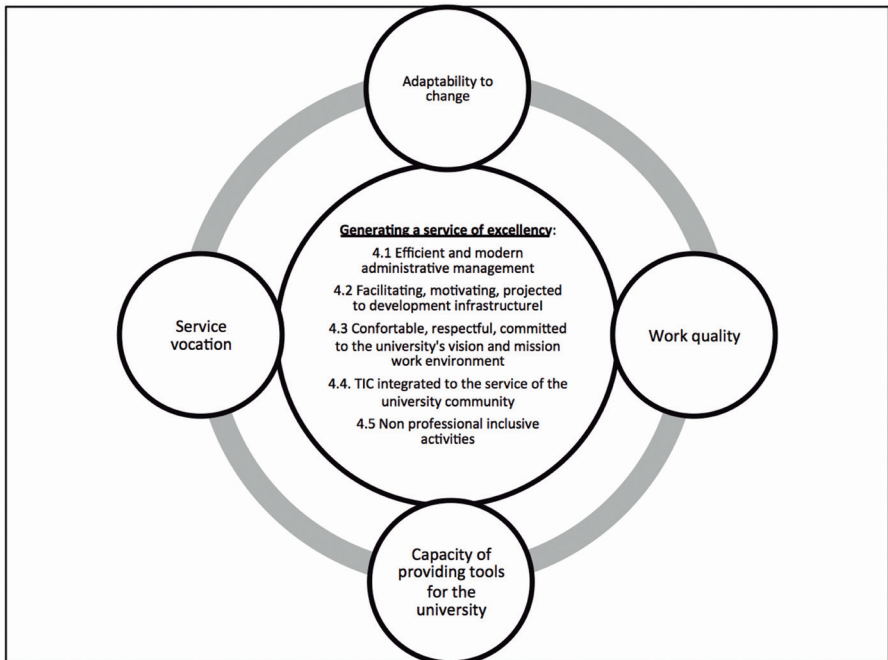 Adaptability to
change
Generating a service of excellency:
4.1 Efficient and modern
administrative management
4.2 Facilitating, motivating, projected
to development infrastructurel
4.3 Confortable, respectful, committed
to the university's vision and mission
work environment
4.4. TIC integrated to the service of the
university community
4.5 Non professional inclusive
activities
Service
vocation
Work quality
Capacity of
providing tools
for the
university